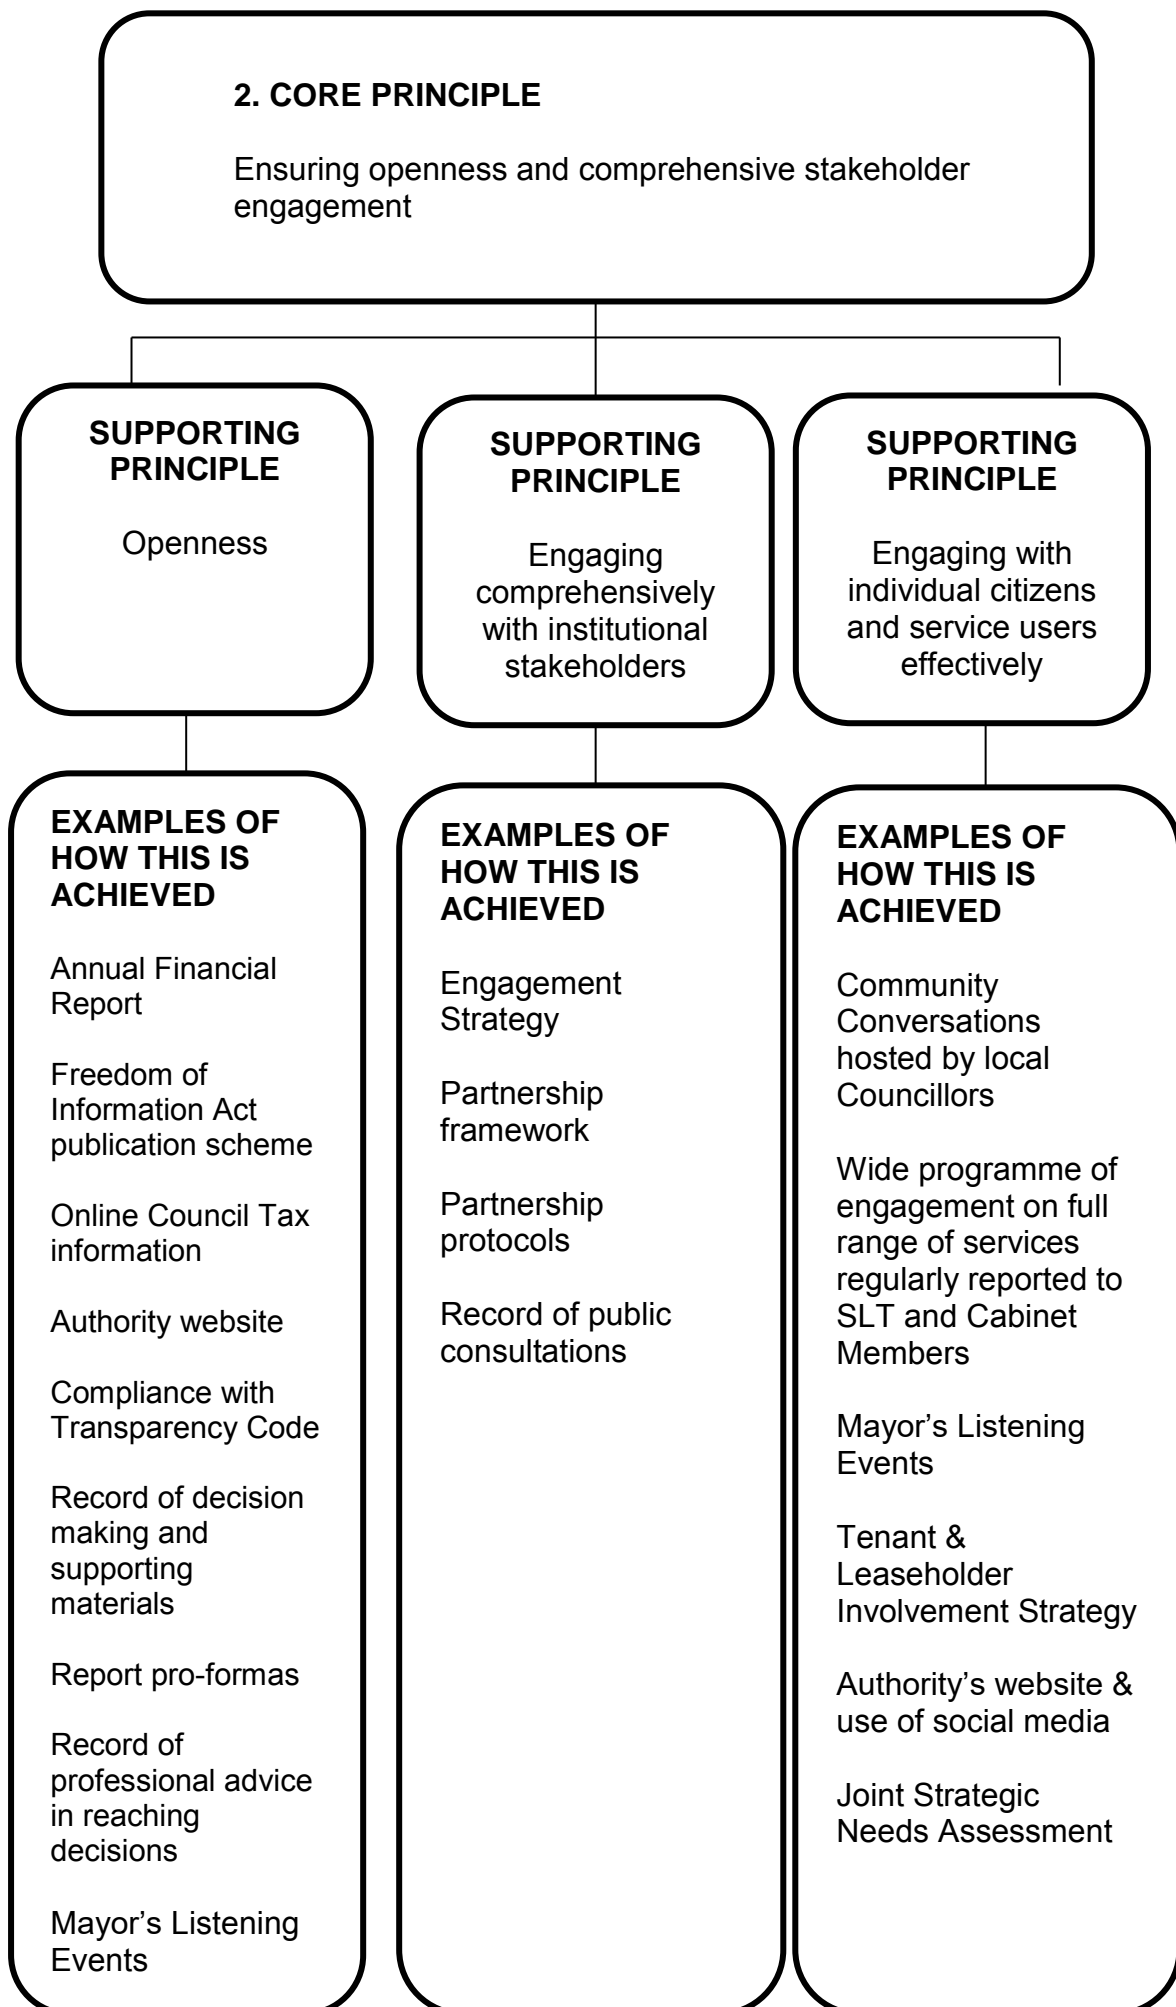 2. CORE PRINCIPLE
Ensuring openness and comprehensive stakeholder
engagement
SUPPORTING
PRINCIPLE
Openness
SUPPORTING
PRINCIPLE
Engaging
comprehensively
with institutional
stakeholders
SUPPORTING
PRINCIPLE
Engaging with
individual citizens
and service users
effectively
EXAMPLES OF
HOW THIS IS
ACHIEVED
Annual Financial
Report
Freedom of
Information Act
publication scheme
Online Council Tax
information
Authority website
Compliance with
Transparency Code
Record of decision
making and
supporting
materials
Report pro-formas
Record of
professional advice
in reaching
decisions
Mayor’s Listening
Events
EXAMPLES OF
HOW THIS IS
ACHIEVED
Engagement
Strategy
Partnership
framework
Partnership
protocols
Record of public
consultations
EXAMPLES OF
HOW THIS IS
ACHIEVED
Community
Conversations
hosted by local
Councillors
Wide programme of
engagement on full
range of services
regularly reported to
SLT and Cabinet
Members
Mayor’s Listening
Events
Tenant &
Leaseholder
Involvement Strategy
Authority’s website &
use of social media
Joint Strategic
Needs Assessment